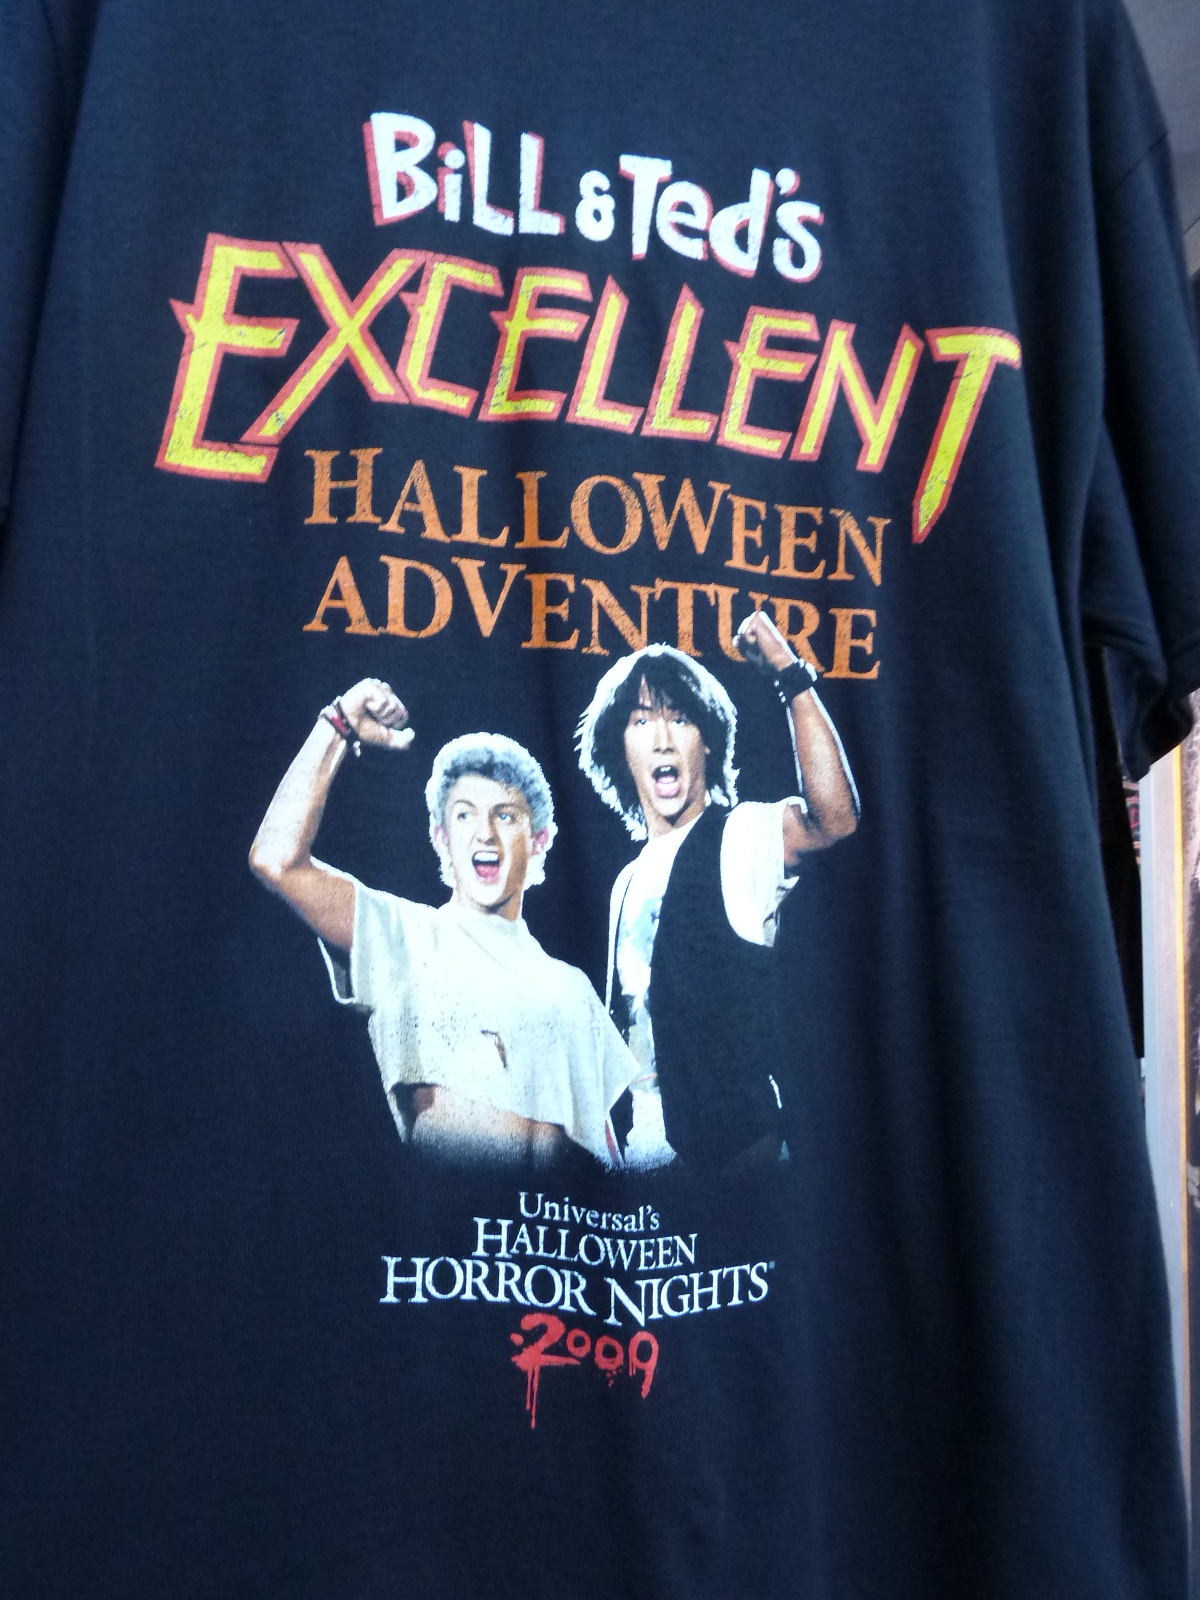 BiLL & Ted's
EXCELLENT
HALLOWEEN
ADVENTURE
Universal's
HALLOWEEN
HORROR NIGHTS
2009